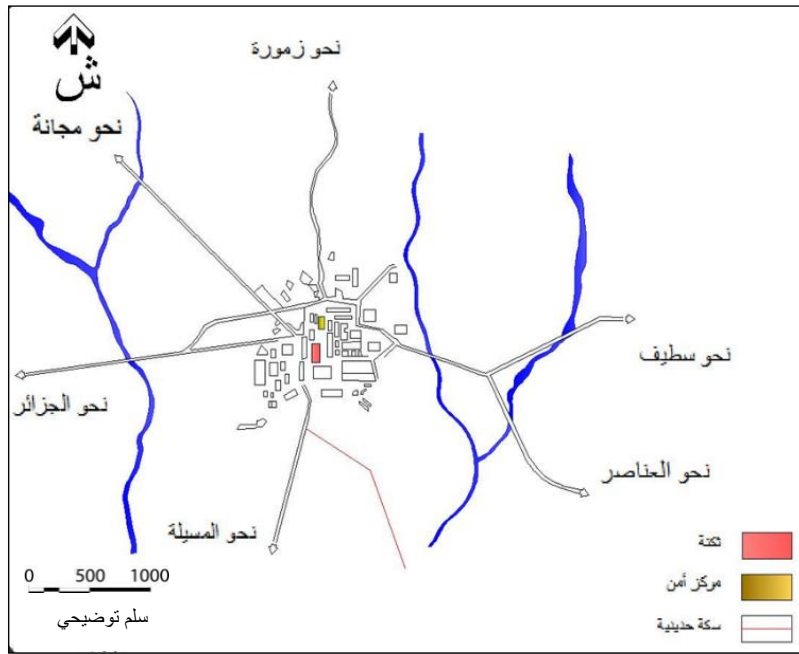 نحو زمورة
ش
نحو مجانة
نحو سطيف
نحو الجزائر
نحو العناصر
نحو المسيلة
ثكنة
مركز أمن
سكة حديدية
0 500 1000
سلم توضيحي